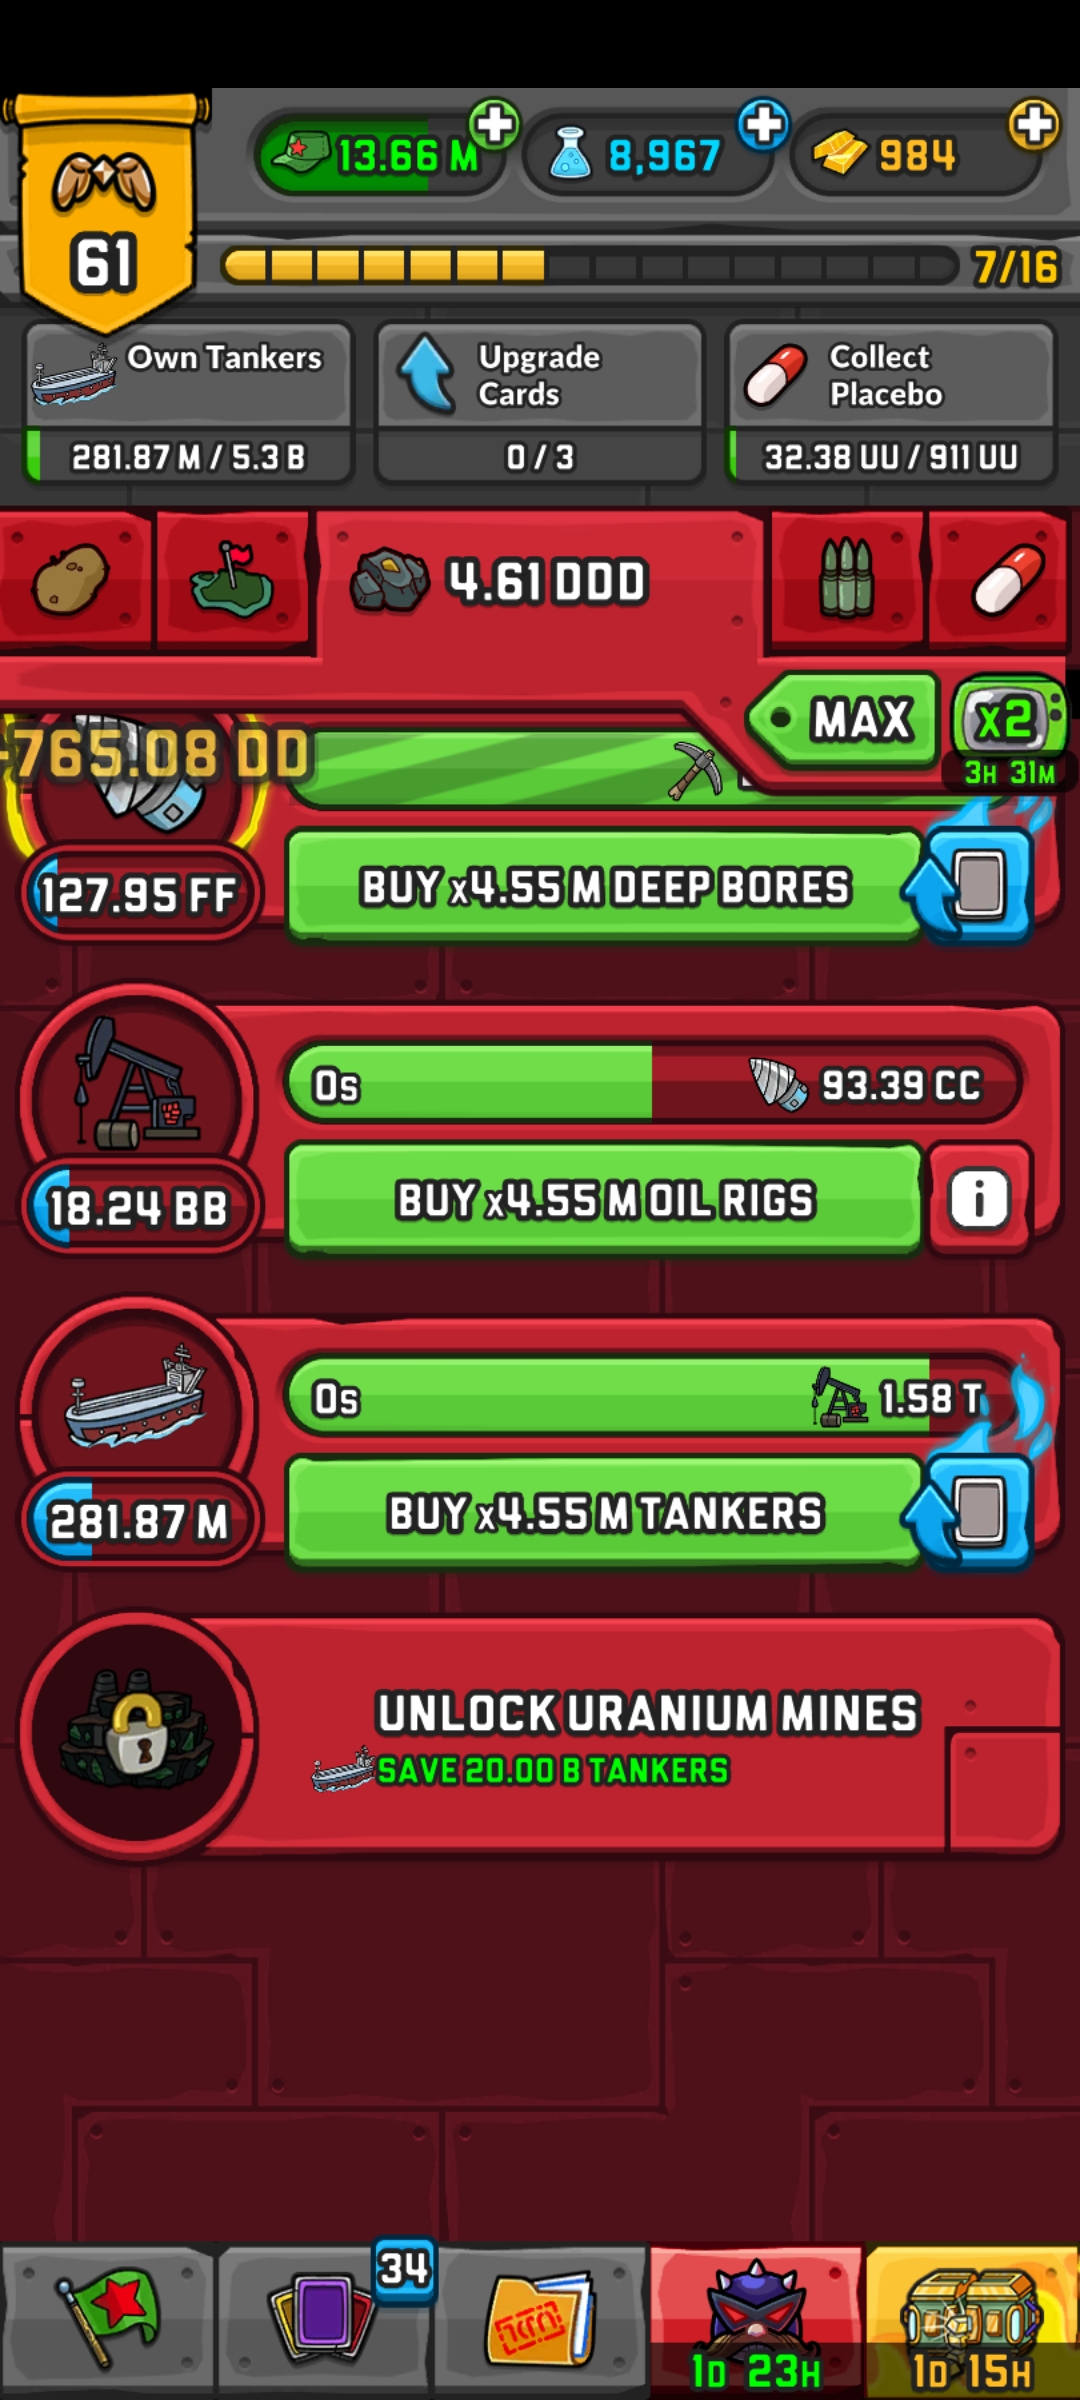 13.66 M
8,967
984
61
7/16
Own Tankers
281.87 M / 5.3 B
Upgrade
Cards
0 / 3
Collect
Placebo
32.38 UU / 911 UU
4.61 DDD
MAX
x2
3H 31M
-765.08 DD
127.95 FF
BUY x4.55 M DEEP BORES
0s
93.39 CC
18.24 BB
BUY x4.55 M OIL RIGS
i
0s
1.58 T
281.87 M
BUY x4.55 M TANKERS
UNLOCK URANIUM MINES
SAVE 20.00 B TANKERS
34
1D 23H
1D 15H